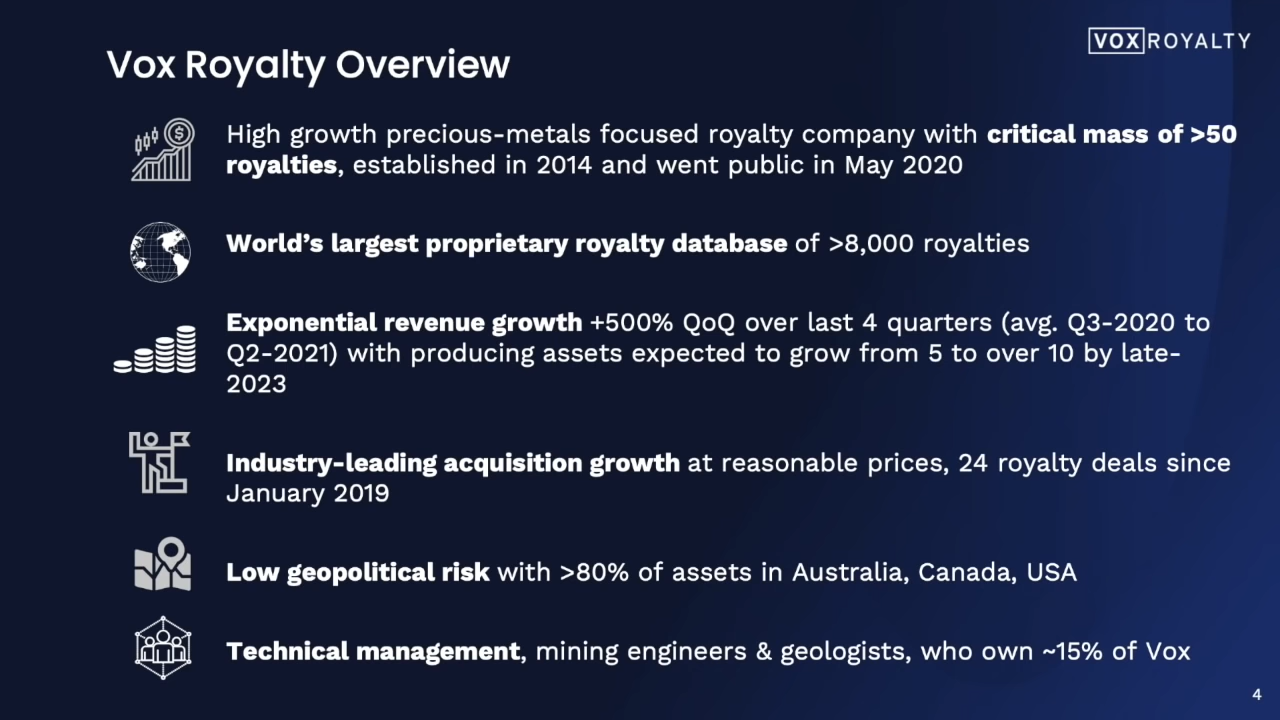 VOX ROYALTY
Vox Royalty Overview
High growth precious-metals focused royalty company with critical mass of >50
royalties, established in 2014 and went public in May 2020
World’s largest proprietary royalty database of >8,000 royalties
Exponential revenue growth +500% QoQ over last 4 quarters (avg. Q3-2020 to
Q2-2021) with producing assets expected to grow from 5 to over 10 by late-
2023
Industry-leading acquisition growth at reasonable prices, 24 royalty deals since
January 2019
Low geopolitical risk with >80% of assets in Australia, Canada, USA
Technical management, mining engineers & geologists, who own ~15% of Vox
4